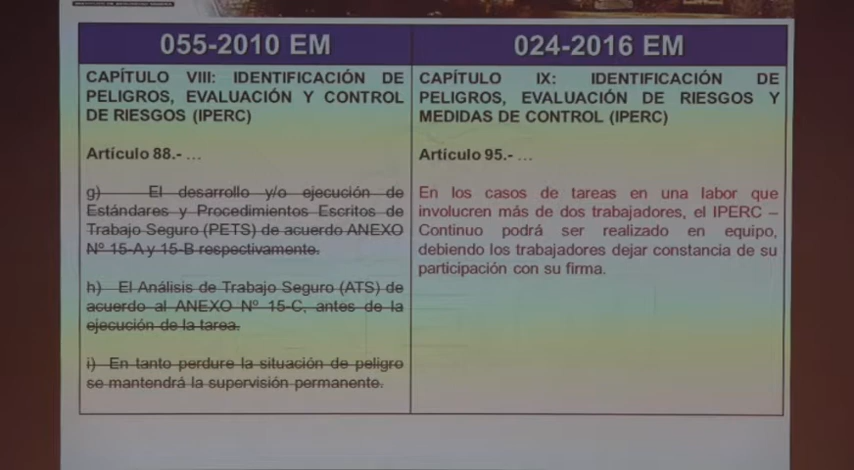 055-2010 EM
CAPÍTULO VIII: IDENTIFICACIÓN DE
PELIGROS, EVALUACIÓN Y CONTROL
DE RIESGOS (IPERC)
Artículo 88.- ...
g) El desarrollo y/o ejecución de
Estándares y Procedimientos Escritos de
Trabajo Seguro (PETS) de acuerdo ANEXO
Nº 15-A y 15-B respectivamente.
h) El Análisis de Trabajo Seguro (ATS) de
acuerdo al ANEXO Nº 15-C, antes de la
ejecución de la tarea.
i) En tanto perdure la situación de peligro
se mantendrá la supervisión permanente.
024-2016 EM
CAPÍTULO IX: IDENTIFICACIÓN DE
PELIGROS, EVALUACIÓN DE RIESGOS Y
MEDIDAS DE CONTROL (IPERC)
Artículo 95.- ...
En los casos de tareas en una labor que
involucren más de dos trabajadores, el IPERC –
Continuo podrá ser realizado en equipo,
debiendo los trabajadores dejar constancia de su
participación con su firma.